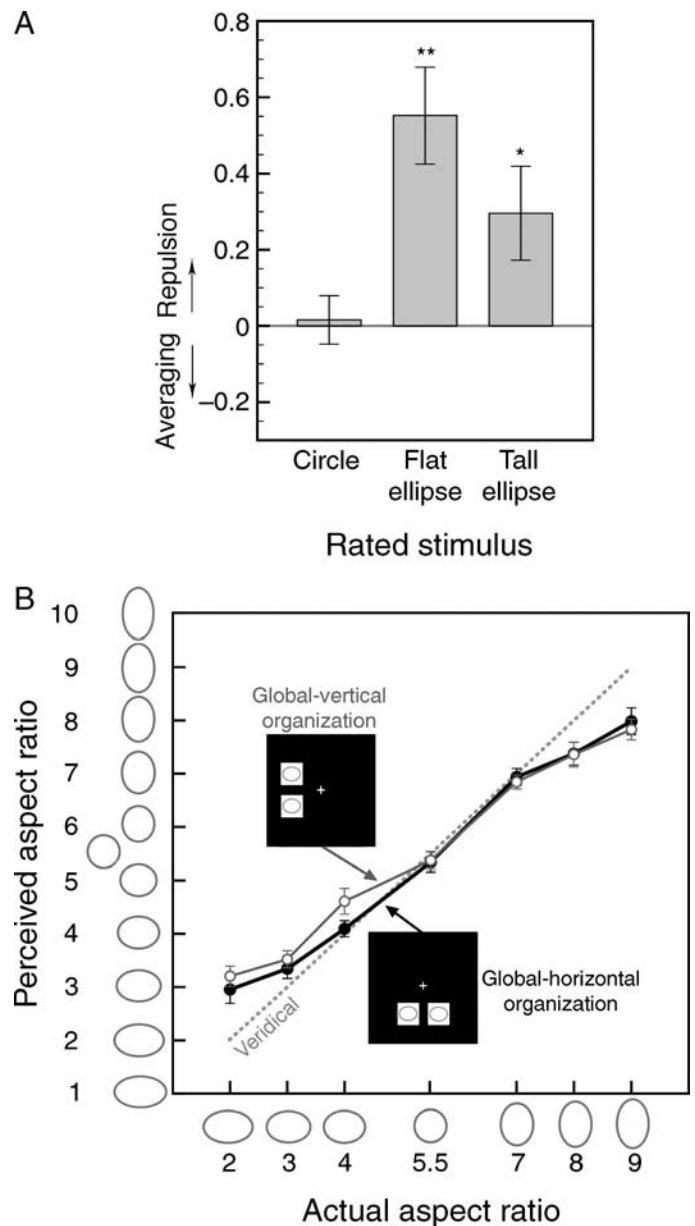 A
0.8
0.6
0.4
0.2
0
–0.2
Averaging Repulsion
**
*
Circle
Flat
ellipse
Tall
ellipse
Rated stimulus
B
10
9
8
7
6
5
4
3
2
1
Perceived aspect ratio
Global-vertical
organization
Global-horizontal
organization
Veridical
2 3 4 5.5 7 8 9
Actual aspect ratio